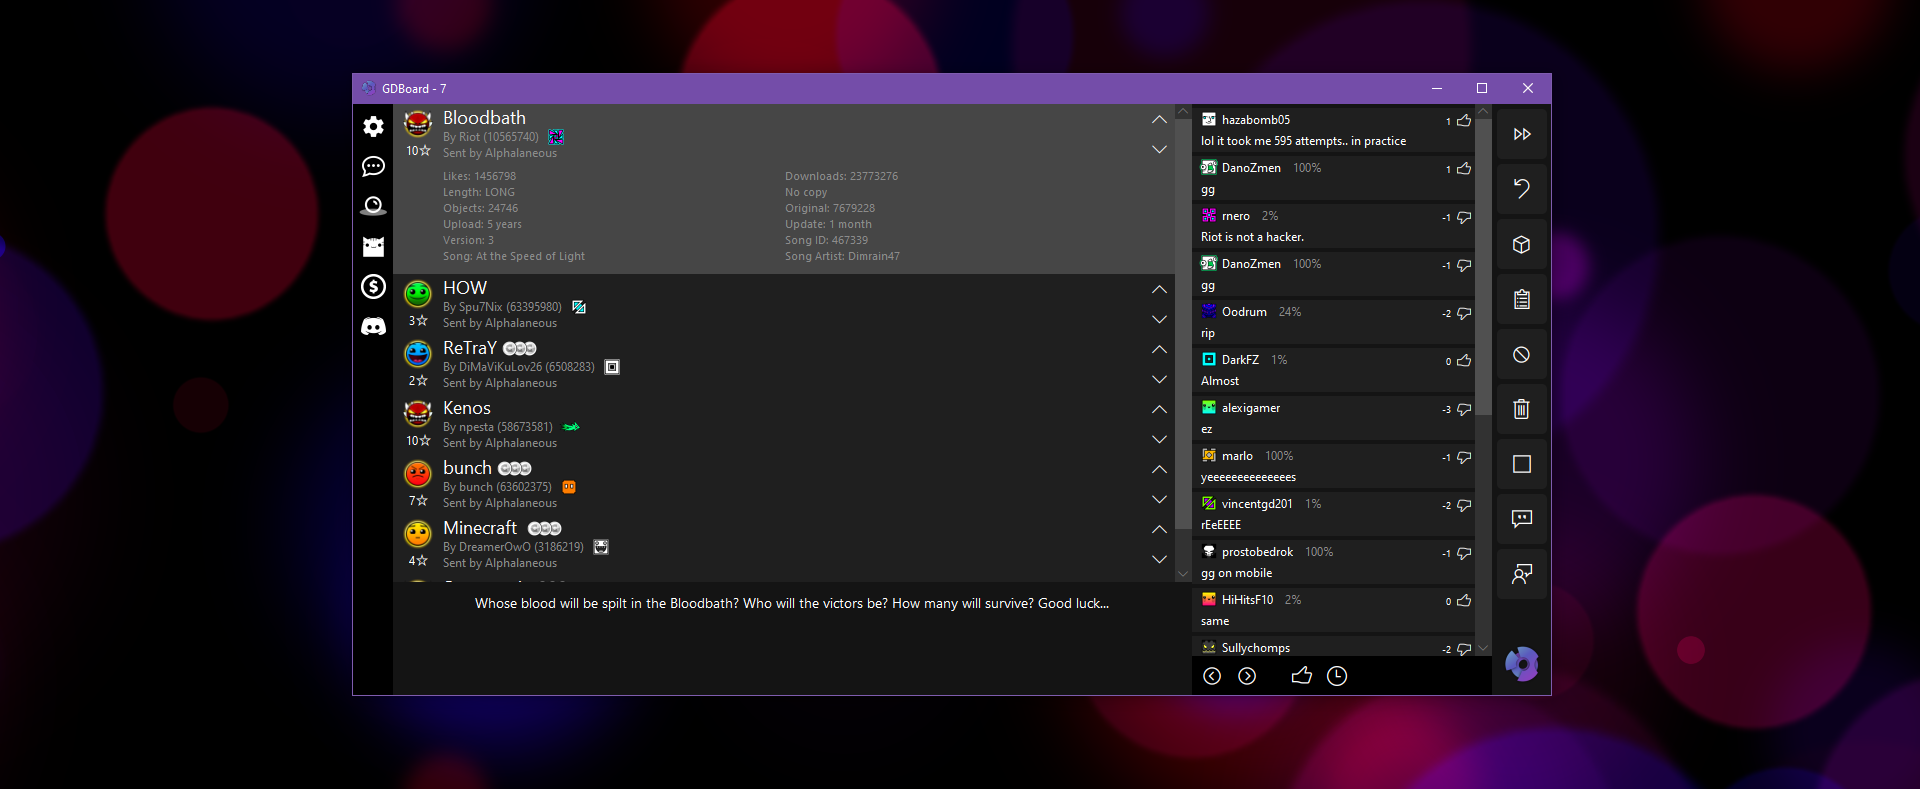 GDBoard - 7
Bloodbath
By Riot (10565740)
10☆
Sent by Alphalaneous
Likes: 1456798
Downloads: 23773276
Length: LONG
No copy
Objects: 24746
Original: 7679228
Upload: 5 years
Update: 1 month
Version: 3
Song ID: 467339
Song: At the Speed of Light
Song Artist: Dimrain47
HOW
By Spu7Nix (63395980)
3☆
Sent by Alphalaneous
ReTraY
By DiMaViKuLov26 (6508283)
2☆
Sent by Alphalaneous
Kenos
By npesta (58673581)
10☆
Sent by Alphalaneous
bunch
By bunch (63602375)
7☆
Sent by Alphalaneous
Minecraft
By DreamerOwO (3186219)
4☆
Sent by Alphalaneous
Whose blood will be spilt in the Bloodbath? Who will the victors be? How many will survive? Good luck...
hazabomb05 1
lol it took me 595 attempts.. in practice
DanoZmen 100% 1
gg
rnero 2% -1
Riot is not a hacker.
DanoZmen 100% -1
gg
Oodrum 24% -2
rip
DarkFZ 1% 0
Almost
alexigamer -3
ez
marlo 100% -1
yeeeeeeeeeeeees
vincentgd201 1% -2
rEeEEEE
prostobedrok 100% -1
gg on mobile
HiHitsF10 2% 0
same
Sullychomps -2